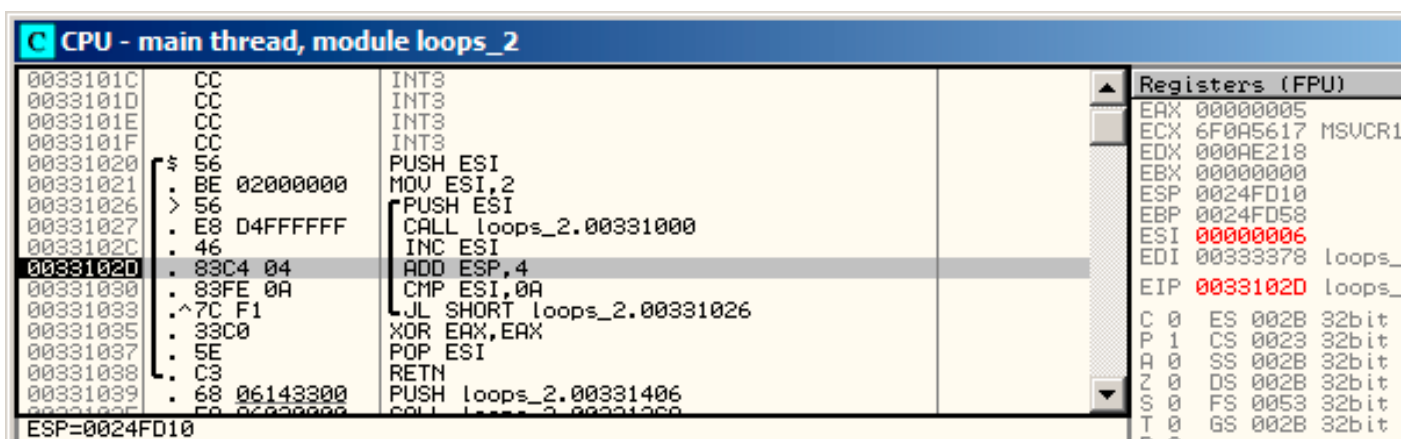 C CPU - main thread, module loops_2
0033101C CC INT3
0033101D CC INT3
0033101E CC INT3
0033101F CC INT3
00331020 $ 56 PUSH ESI
00331021 . BE 02000000 MOV ESI,2
00331026 > 56 PUSH ESI
00331027 . E8 D4FFFFFF CALL loops_2.00331000
0033102C . 46 INC ESI
0033102D . 83C4 04 ADD ESP,4
00331030 . 83FE 0A CMP ESI,0A
00331033 .^7C F1 JL SHORT loops_2.00331026
00331035 . 33C0 XOR EAX,EAX
00331037 . 5E POP ESI
00331038 . C3 RETN
00331039 . 68 06143300 PUSH loops_2.00331406
ESP=0024FD10
Registers (FPU)
EAX 00000005
ECX 6F0A5617 MSVCR1
EDX 000AE218
EBX 00000000
ESP 0024FD10
EBP 0024FD58
ESI 00000006
EDI 00333378 loops_
EIP 0033102D loops_
C 0 ES 002B 32bit
P 1 CS 0023 32bit
A 0 SS 002B 32bit
Z 0 DS 002B 32bit
S 0 FS 0053 32bit
T 0 GS 002B 32bit